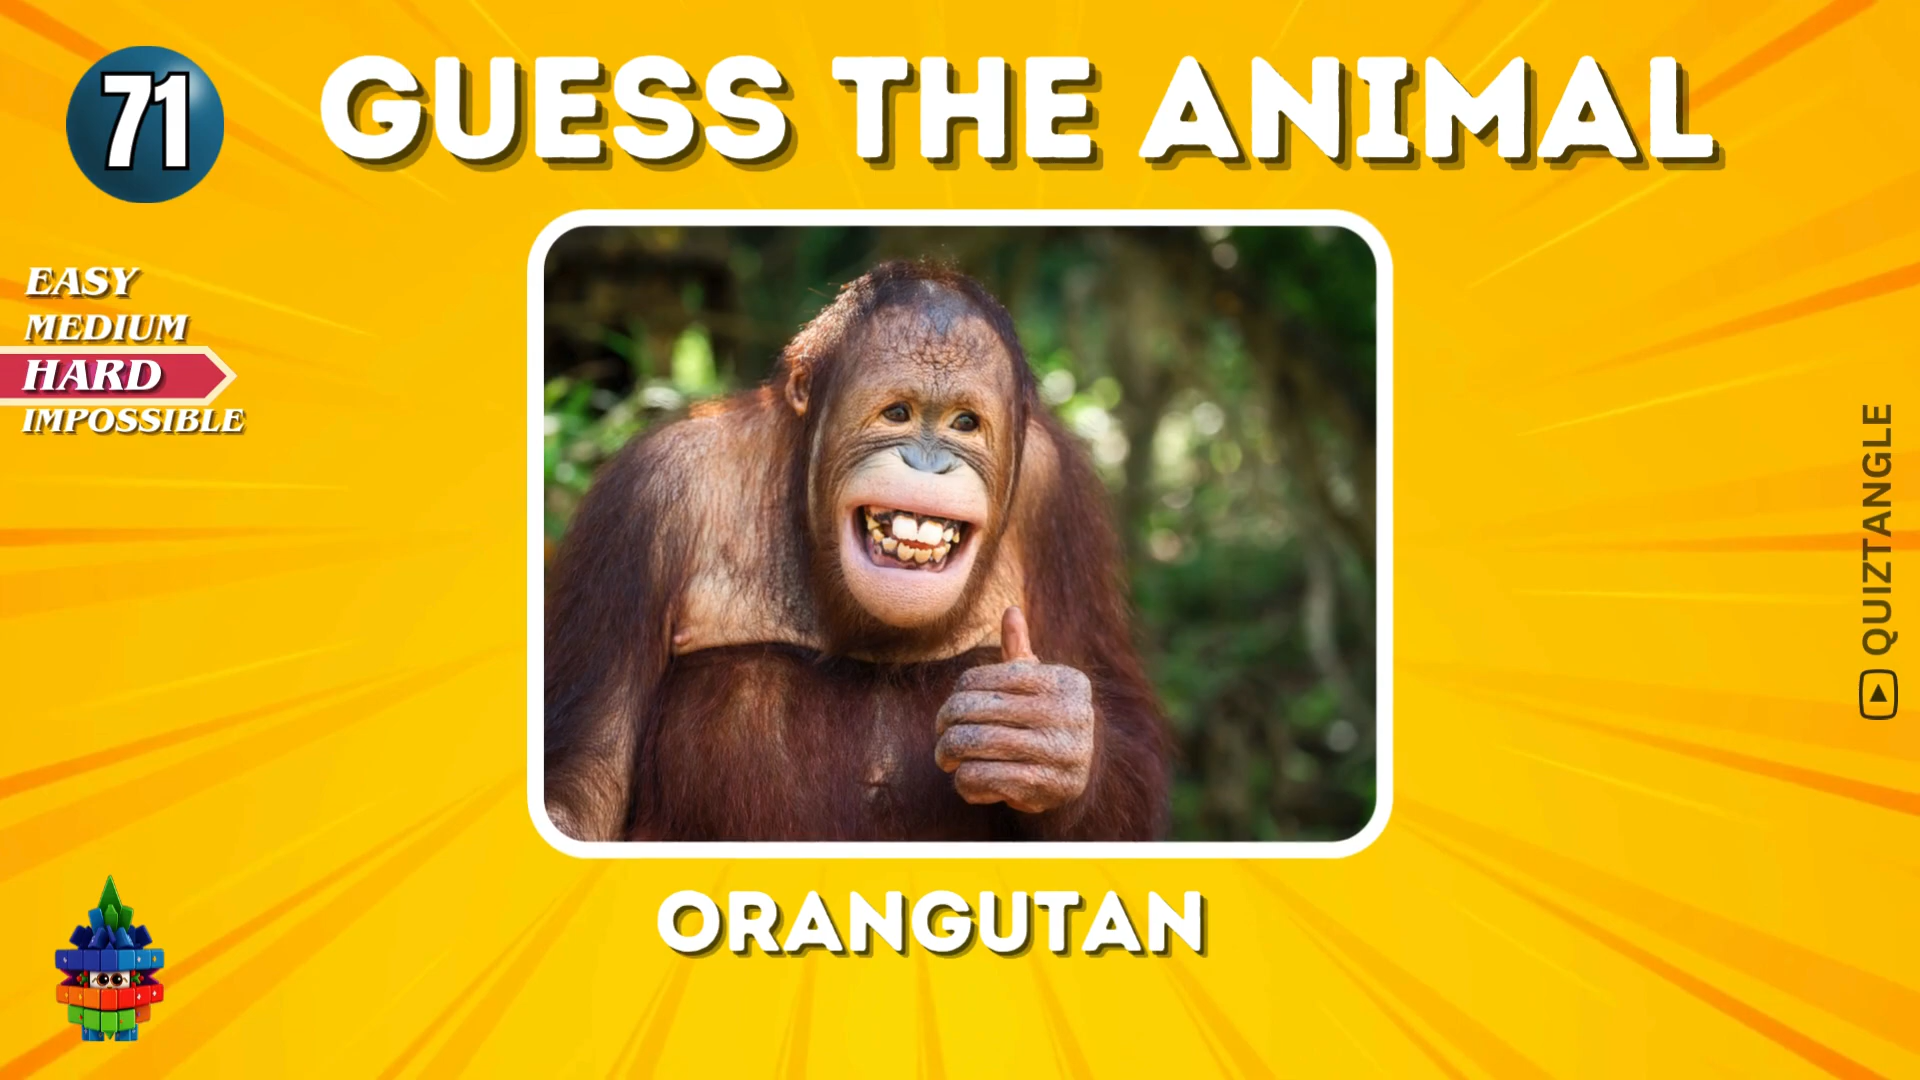 71
GUESS THE ANIMAL
EASY
MEDIUM
HARD
IMPOSSIBLE
QUIZTANGLE
ORANGUTAN